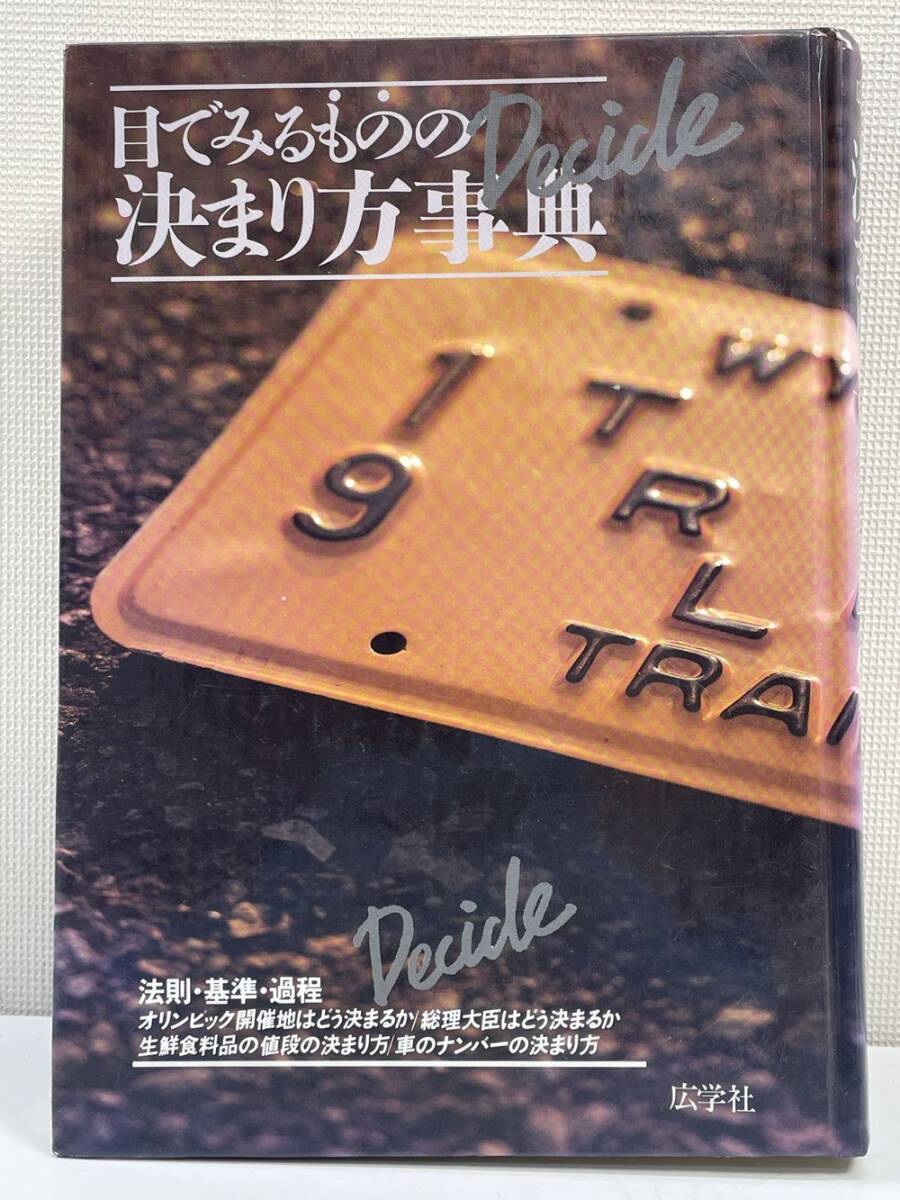 目でみるものの
決まり方事典
Decide
1
9
WY
T
R
L
TRAI
Decide
法則・基準・過程
オリンピック開催地はどう決まるか/総理大臣はどう決まるか
生鮮食料品の値段の決まり方/車のナンバーの決まり方
広学社